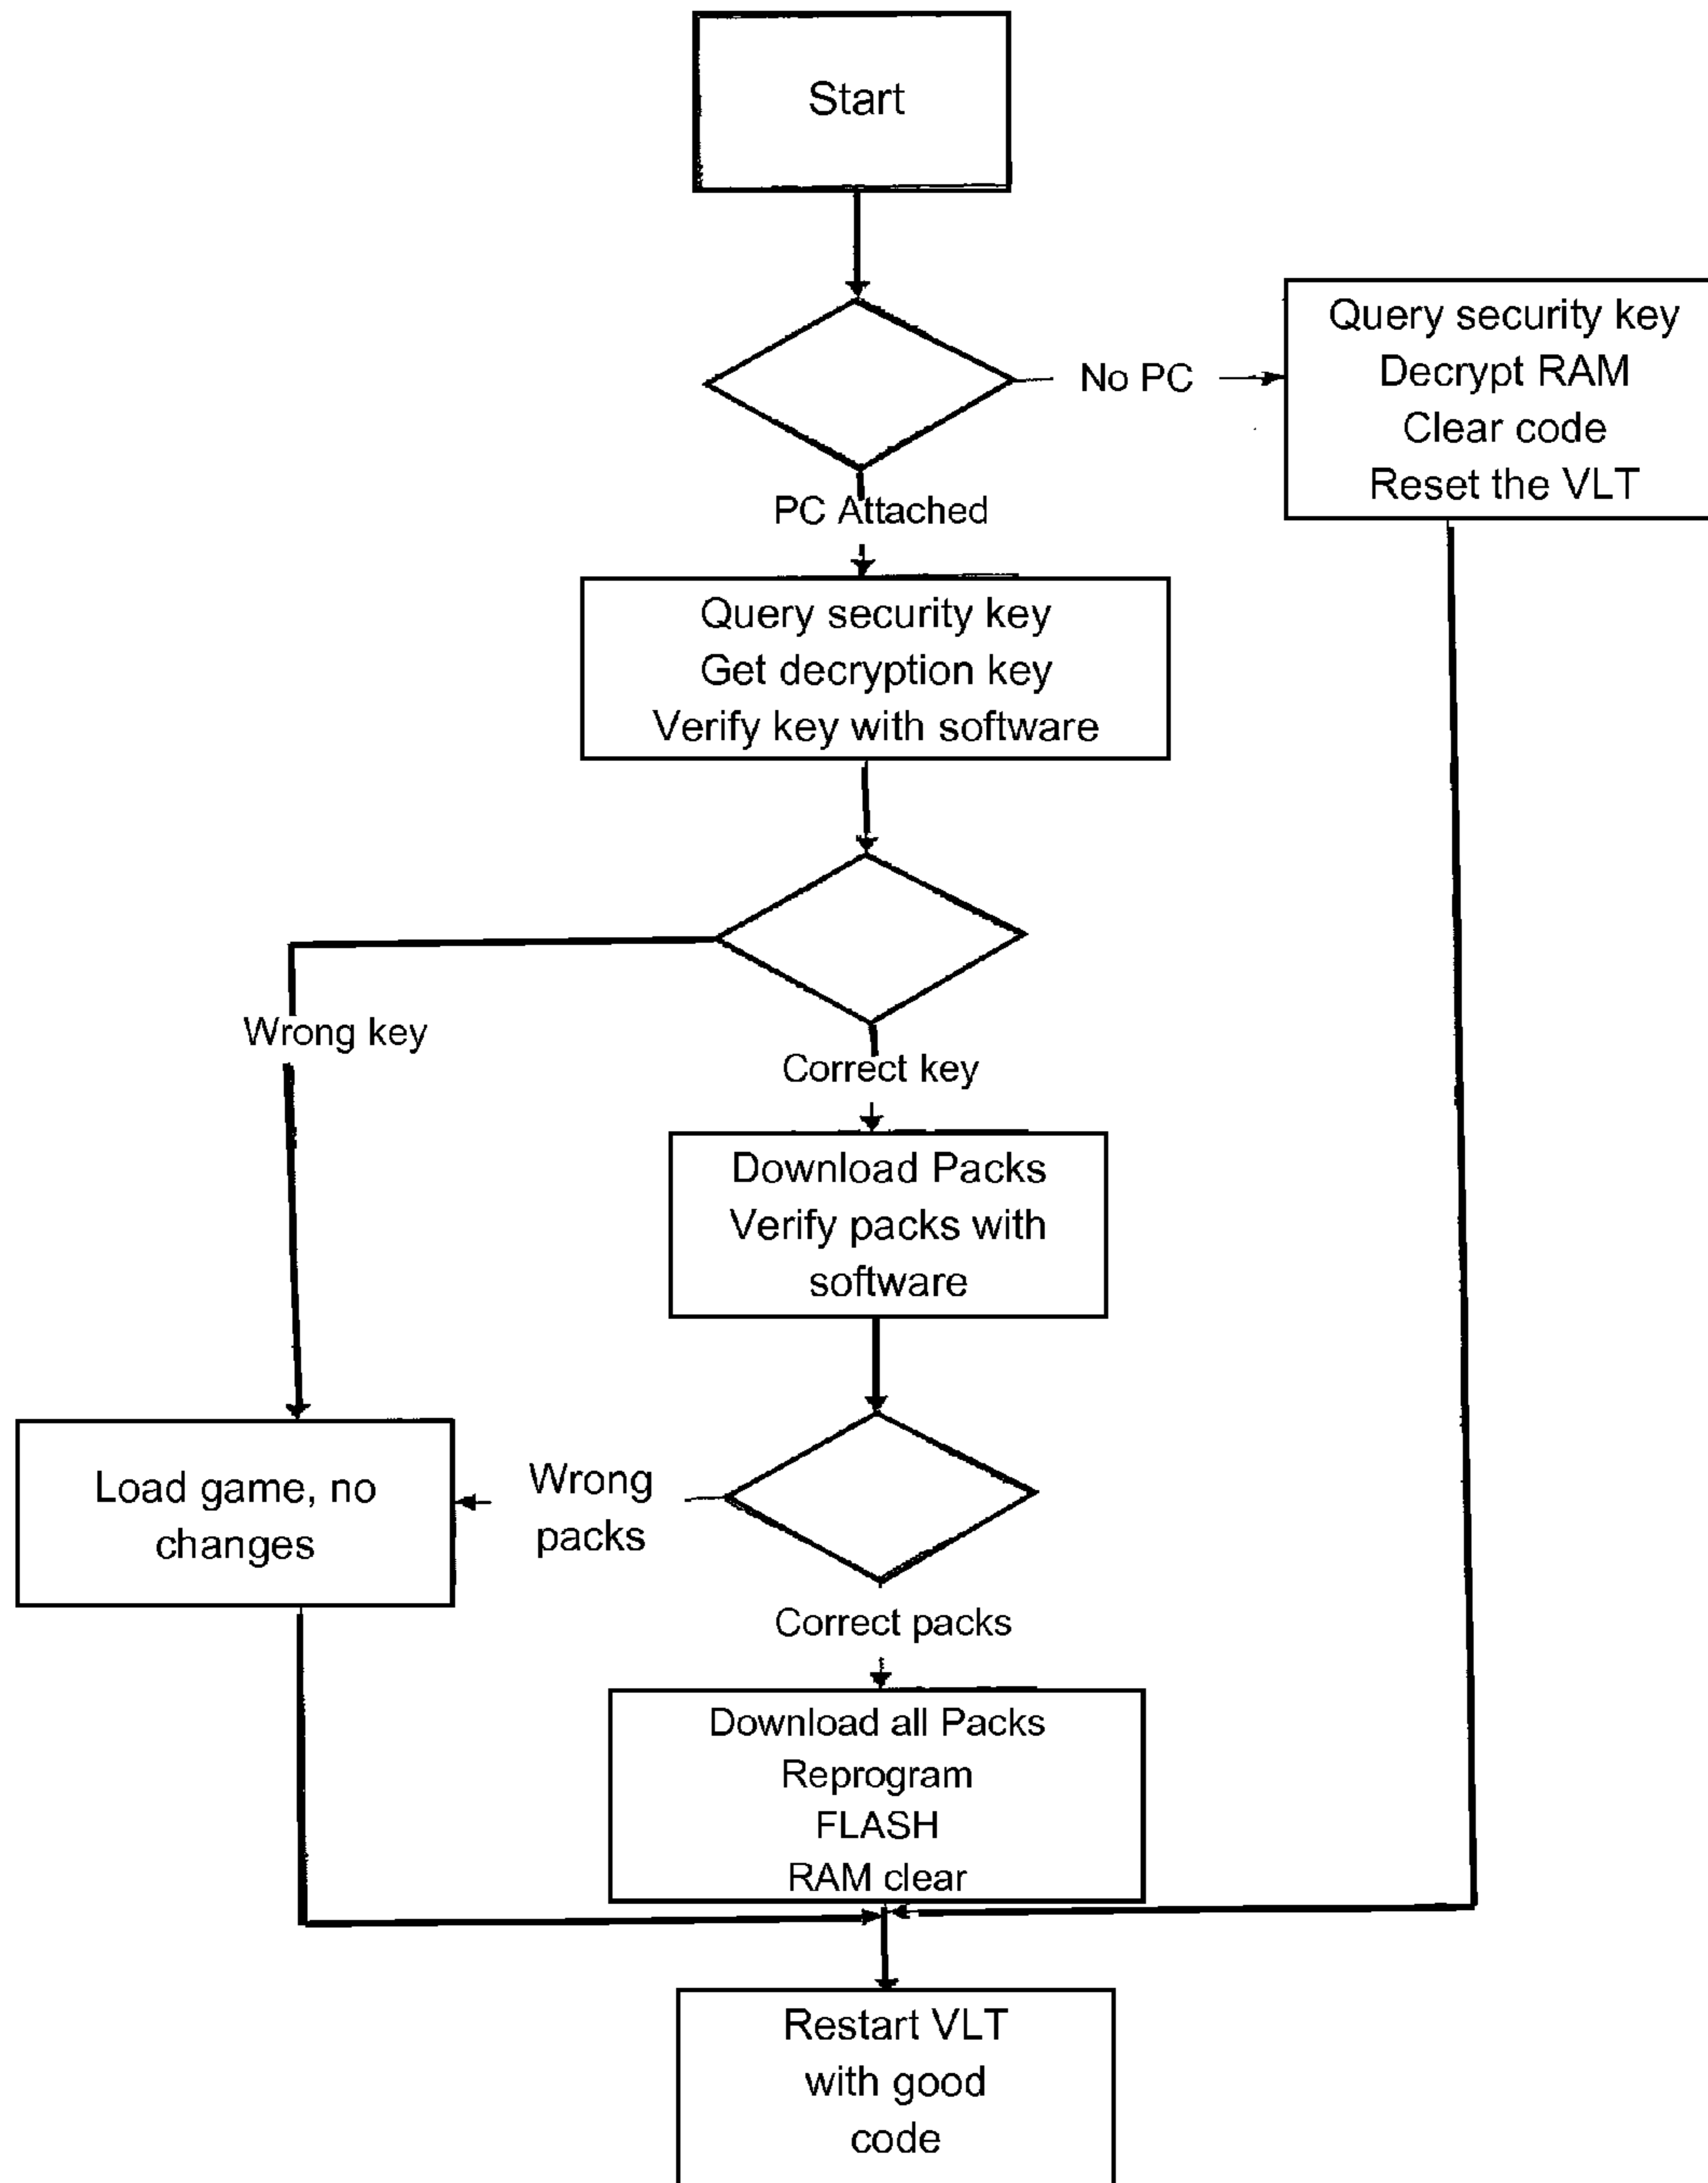 Start
No PC
Query security key
Decrypt RAM
Clear code
Reset the VLT
PC Attached
Query security key
Get decryption key
Verify key with software
Wrong key
Correct key
Download Packs
Verify packs with
software
Load game, no
changes
Wrong
packs
Correct packs
Download all Packs
Reprogram
FLASH
RAM clear
Restart VLT
with good
code